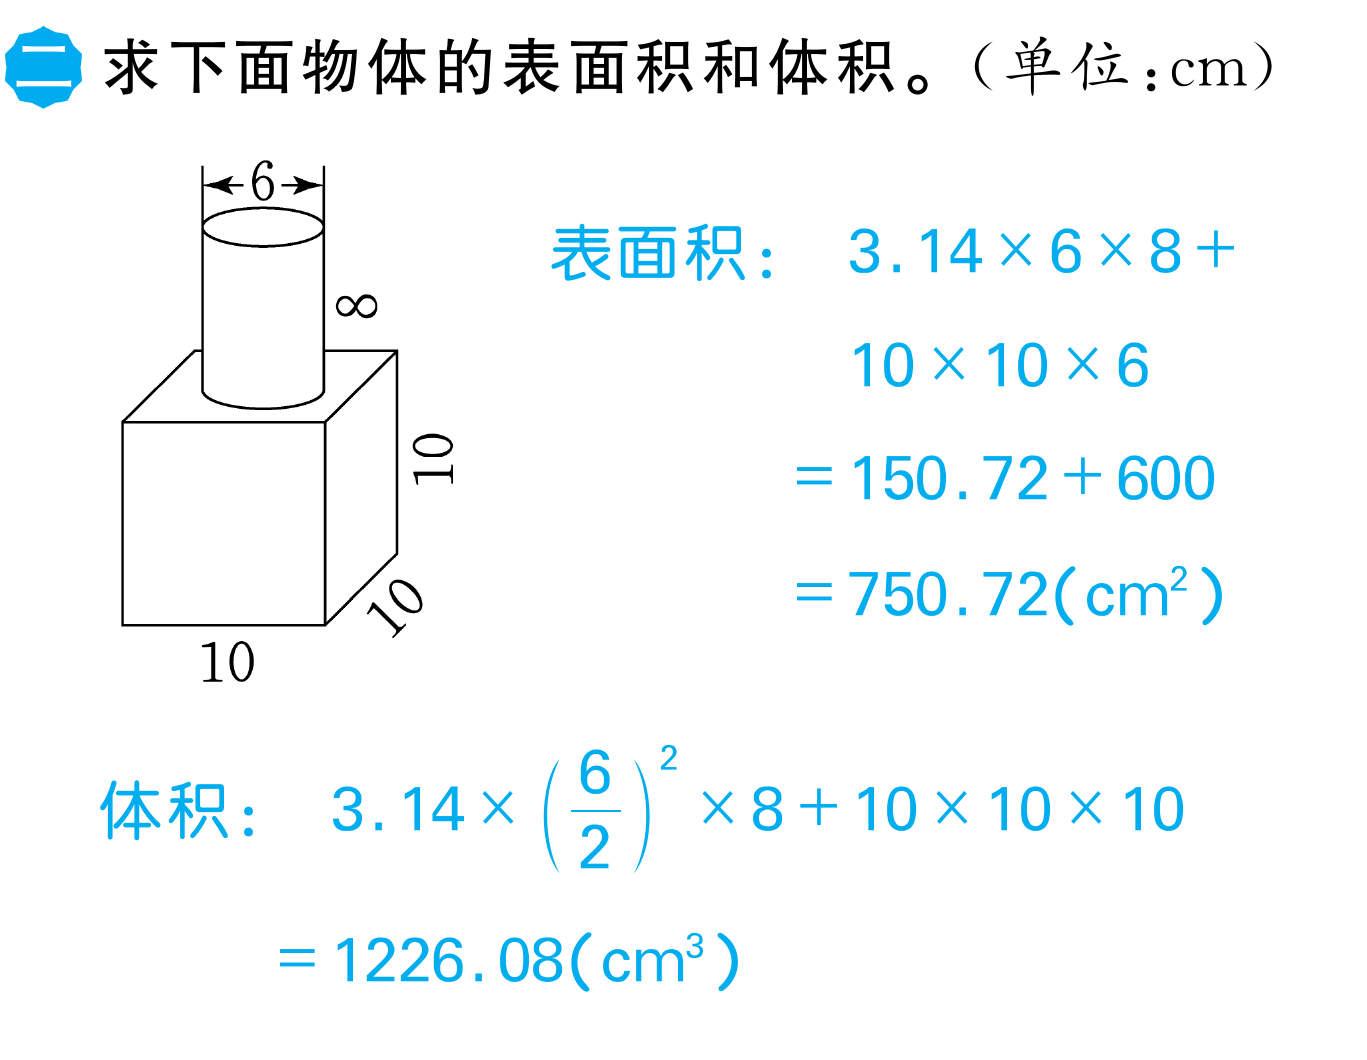 二 求下面物体的表面积和体积。(单位:cm)
6
8
10
10
10
表面积: 3.14×6×8+
10×10×6
=150.72+600
=750.72(cm²)
体积: 3.14×(6/2)²×8+10×10×10
=1226.08(cm³)